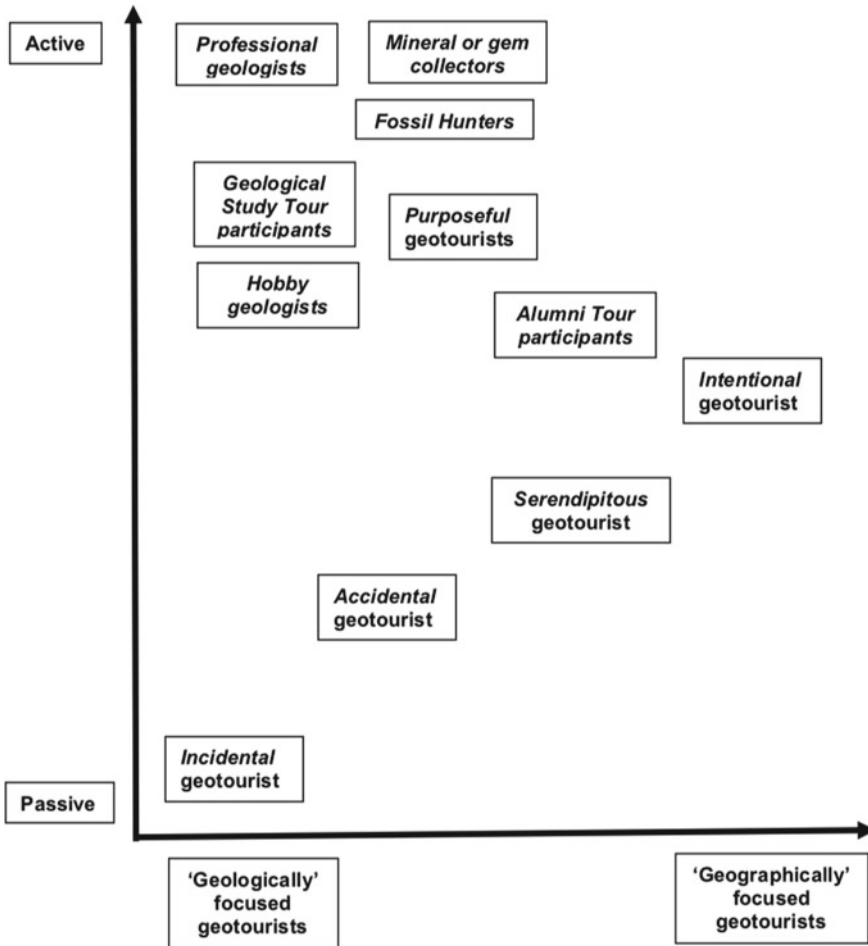 Active
Professional
geologists
Mineral or gem
collectors
Fossil Hunters
Geological
Study Tour
participants
Purposeful
geotourists
Hobby
geologists
Alumni Tour
participants
Intentional
geotourist
Serendipitous
geotourist
Accidental
geotourist
Incidental
geotourist
Passive
‘Geologically’
focused
geotourists
‘Geographically’
focused
geotourists